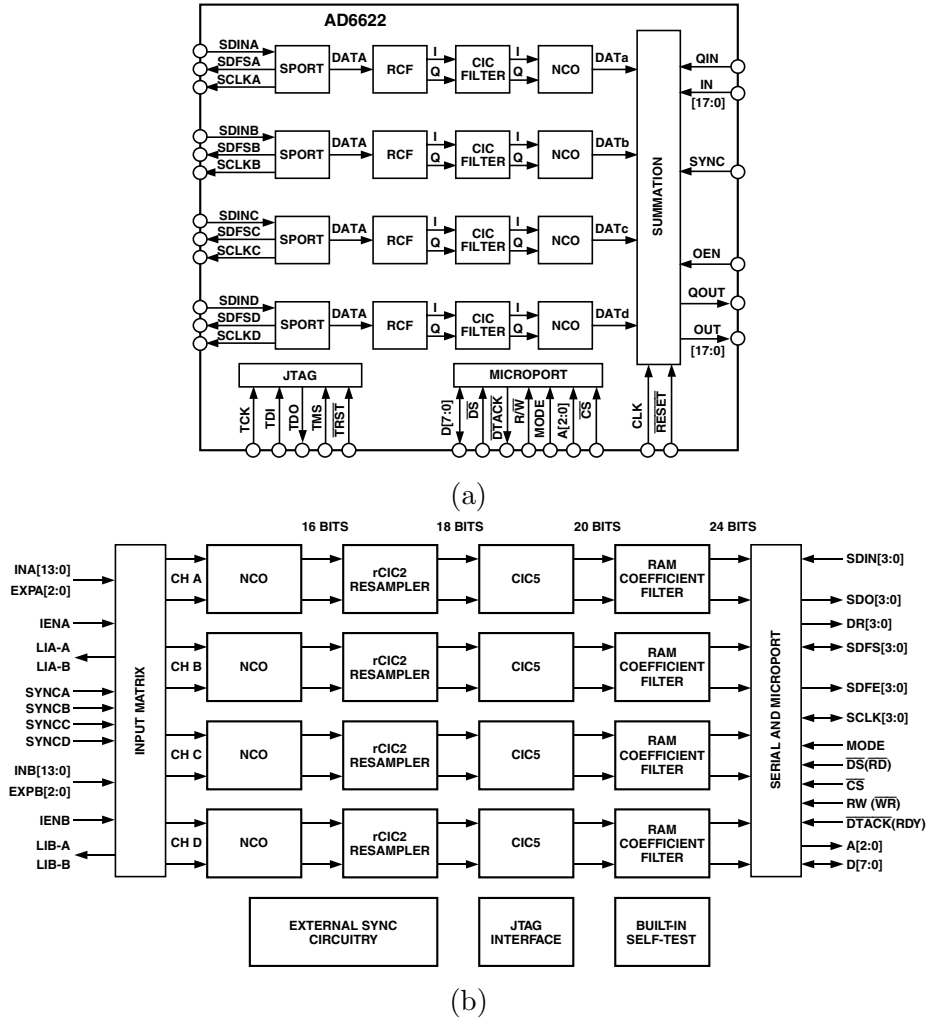 AD6622
SDINA
SDFSA
SCLKA
SPORT
DATA
RCF
I
Q
CIC
FILTER
I
Q
NCO
DATa
SDINB
SDFSB
SCLKB
SPORT
DATA
RCF
I
Q
CIC
FILTER
I
Q
NCO
DATb
SDINC
SDFSC
SCLKC
SPORT
DATA
RCF
I
Q
CIC
FILTER
I
Q
NCO
DATc
SDIND
SDFSD
SCLKD
SPORT
DATA
RCF
I
Q
CIC
FILTER
I
Q
NCO
DATd
SUMMATION
QIN
IN
[17:0]
SYNC
OEN
QOUT
OUT
[17:0]
JTAG
TCK
TDI
TDO
TMS
TRST
MICROPORT
D[7:0]
DS
DTACK
R/W
MODE
A[2:0]
CS
CLK
RESET
(a)
16 BITS
18 BITS
20 BITS
24 BITS
INA[13:0]
EXPA[2:0]
IENA
LIA-A
LIA-B
SYNCA
SYNCB
SYNCC
SYNCD
INB[13:0]
EXPB[2:0]
IENB
LIB-A
LIB-B
INPUT MATRIX
CH A
NCO
rCIC2
RESAMPLER
CIC5
RAM
COEFFICIENT
FILTER
CH B
NCO
rCIC2
RESAMPLER
CIC5
RAM
COEFFICIENT
FILTER
CH C
NCO
rCIC2
RESAMPLER
CIC5
RAM
COEFFICIENT
FILTER
CH D
NCO
rCIC2
RESAMPLER
CIC5
RAM
COEFFICIENT
FILTER
SERIAL AND MICROPORT
SDIN[3:0]
SDO[3:0]
DR[3:0]
SDFS[3:0]
SDFE[3:0]
SCLK[3:0]
MODE
DS(RD)
CS
RW (WR)
DTACK(RDY)
A[2:0]
D[7:0]
EXTERNAL SYNC
CIRCUITRY
JTAG
INTERFACE
BUILT-IN
SELF-TEST
(b)